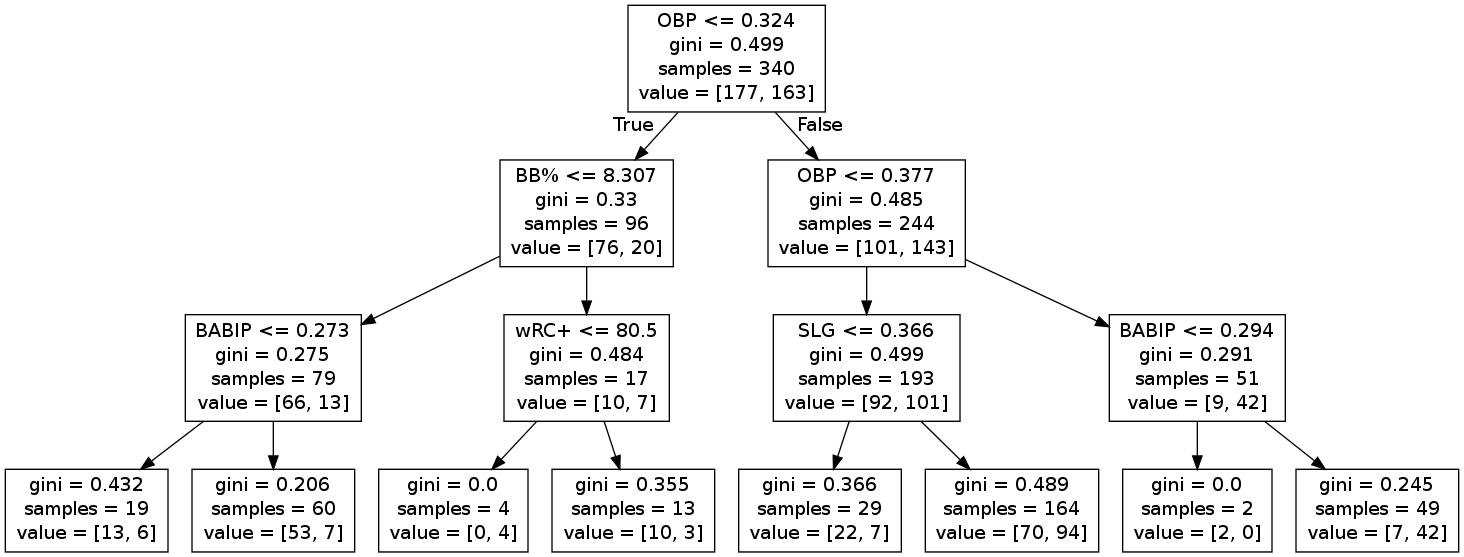 OBP <= 0.324
gini = 0.499
samples = 340
value = [177, 163]
True
False
BB% <= 8.307
gini = 0.33
samples = 96
value = [76, 20]
OBP <= 0.377
gini = 0.485
samples = 244
value = [101, 143]
BABIP <= 0.273
gini = 0.275
samples = 79
value = [66, 13]
wRC+ <= 80.5
gini = 0.484
samples = 17
value = [10, 7]
SLG <= 0.366
gini = 0.499
samples = 193
value = [92, 101]
BABIP <= 0.294
gini = 0.291
samples = 51
value = [9, 42]
gini = 0.432
samples = 19
value = [13, 6]
gini = 0.206
samples = 60
value = [53, 7]
gini = 0.0
samples = 4
value = [0, 4]
gini = 0.355
samples = 13
value = [10, 3]
gini = 0.366
samples = 29
value = [22, 7]
gini = 0.489
samples = 164
value = [70, 94]
gini = 0.0
samples = 2
value = [2, 0]
gini = 0.245
samples = 49
value = [7, 42]